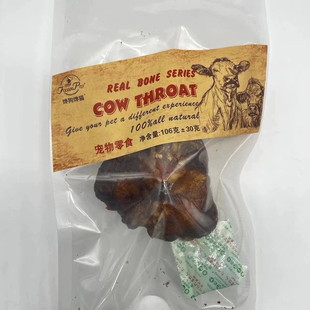 REAL BONE SERIES
COW THROAT
Give your pet a different experience
100%all natural
宠物零食 净含量:106克±30克